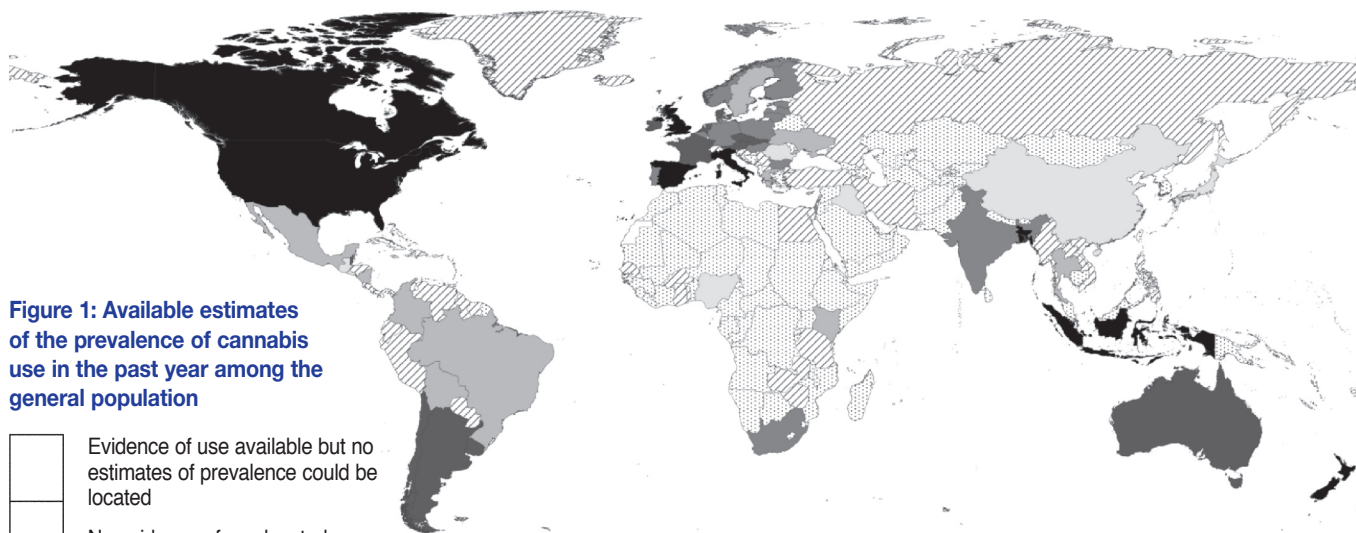 Figure 1: Available estimates
of the prevalence of cannabis
use in the past year among the
general population
Evidence of use available but no
estimates of prevalence could be
located